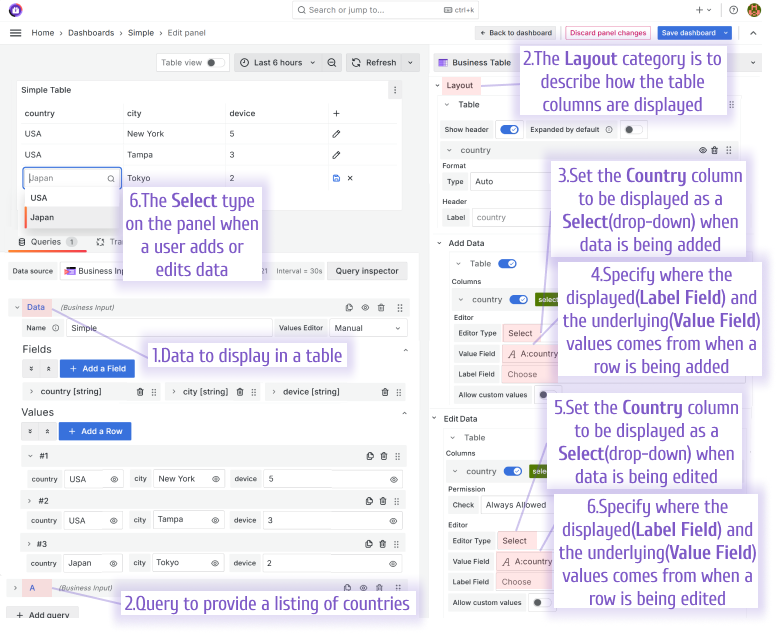 Search or jump to...
ctrl+k
Home > Dashboards > Simple > Edit panel
Back to dashboard
Discard panel changes
Save dashboard
Table view
Last 6 hours
Refresh
Business Table
Simple Table
country city device
USA New York 5
USA Tampa 3
Japan Tokyo 2
USA
Japan
6.The Select type
on the panel when
a user adds or
edits data
Queries 1
Data source
Interval = 30s
Query inspector
Data (Business Input)
Name Simple Values Editor Manual
1.Data to display in a table
Fields
+ Add a Field
country [string] city [string] device [string]
Values
+ Add a Row
#1
country USA city New York device 5
#2
country USA city Tampa device 3
#3
country Japan city Tokyo device 2
A (Business Input)
2.Query to provide a listing of countries
+ Add query
2.The Layout category is to
describe how the table
columns are displayed
Layout
Table
Show header Expanded by default
country
Format
Type Auto
Header
Label country
3.Set the Country column
to be displayed as a
Select(drop-down) when
data is being added
Add Data
Table
Columns
country
Editor
Editor Type Select
Value Field A:country
Label Field Choose
Allow custom values
4.Specify where the
displayed(Label Field) and
the underlying(Value Field)
values comes from when a
row is being added
Edit Data
Table
Columns
country
Permission
Check Always Allowed
Editor
Editor Type Select
Value Field A:country
Label Field Choose
Allow custom values
5.Set the Country column
to be displayed as a
Select(drop-down) when
data is being edited
6.Specify where the
displayed(Label Field) and
the underlying(Value Field)
values comes from when a
row is being edited